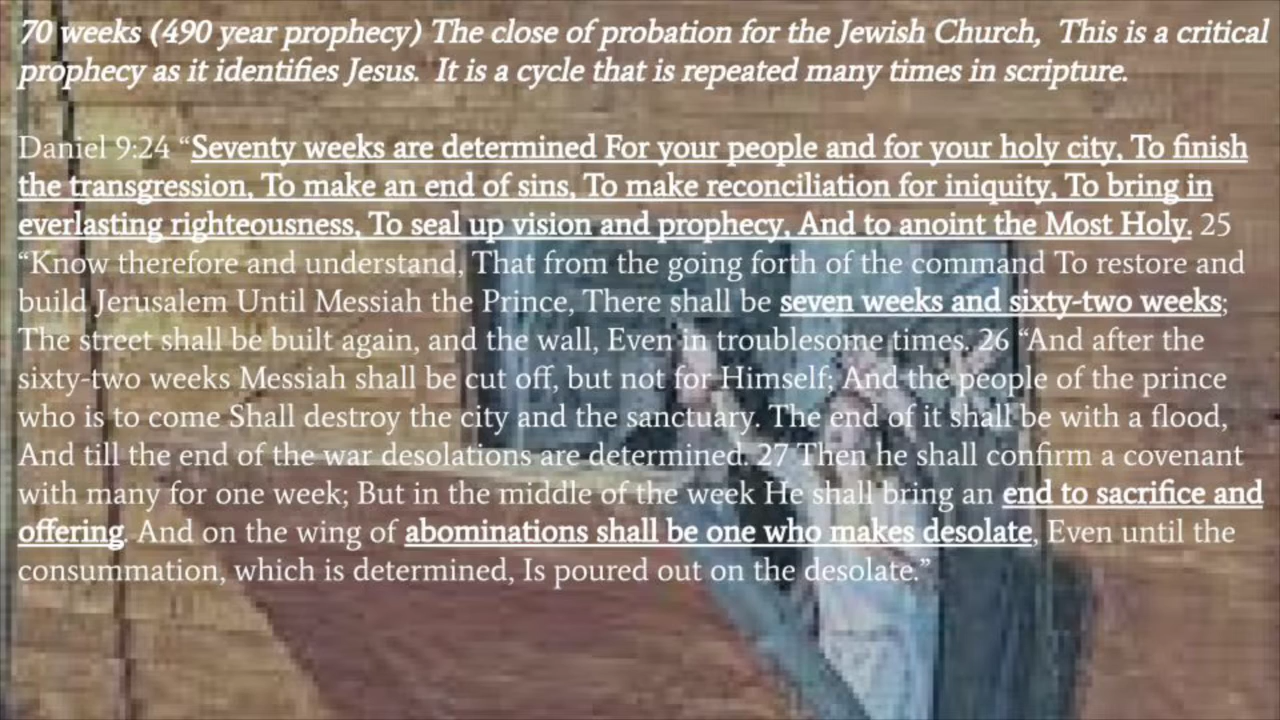 70 weeks (490 year prophecy) The close of probation for the Jewish Church,  This is a critical
prophecy as it identifies Jesus.  It is a cycle that is repeated many times in scripture.
Daniel 9:24 “Seventy weeks are determined For your people and for your holy city, To finish
the transgression, To make an end of sins, To make reconciliation for iniquity, To bring in
everlasting righteousness, To seal up vision and prophecy, And to anoint the Most Holy. 25
“Know therefore and understand, That from the going forth of the command To restore and
build Jerusalem Until Messiah the Prince, There shall be seven weeks and sixty-two weeks;
The street shall be built again, and the wall, Even in troublesome times. 26 “And after the
sixty-two weeks Messiah shall be cut off, but not for Himself; And the people of the prince
who is to come Shall destroy the city and the sanctuary. The end of it shall be with a flood,
And till the end of the war desolations are determined. 27 Then he shall confirm a covenant
with many for one week; But in the middle of the week He shall bring an end to sacrifice and
offering. And on the wing of abominations shall be one who makes desolate, Even until the
consummation, which is determined, Is poured out on the desolate.”